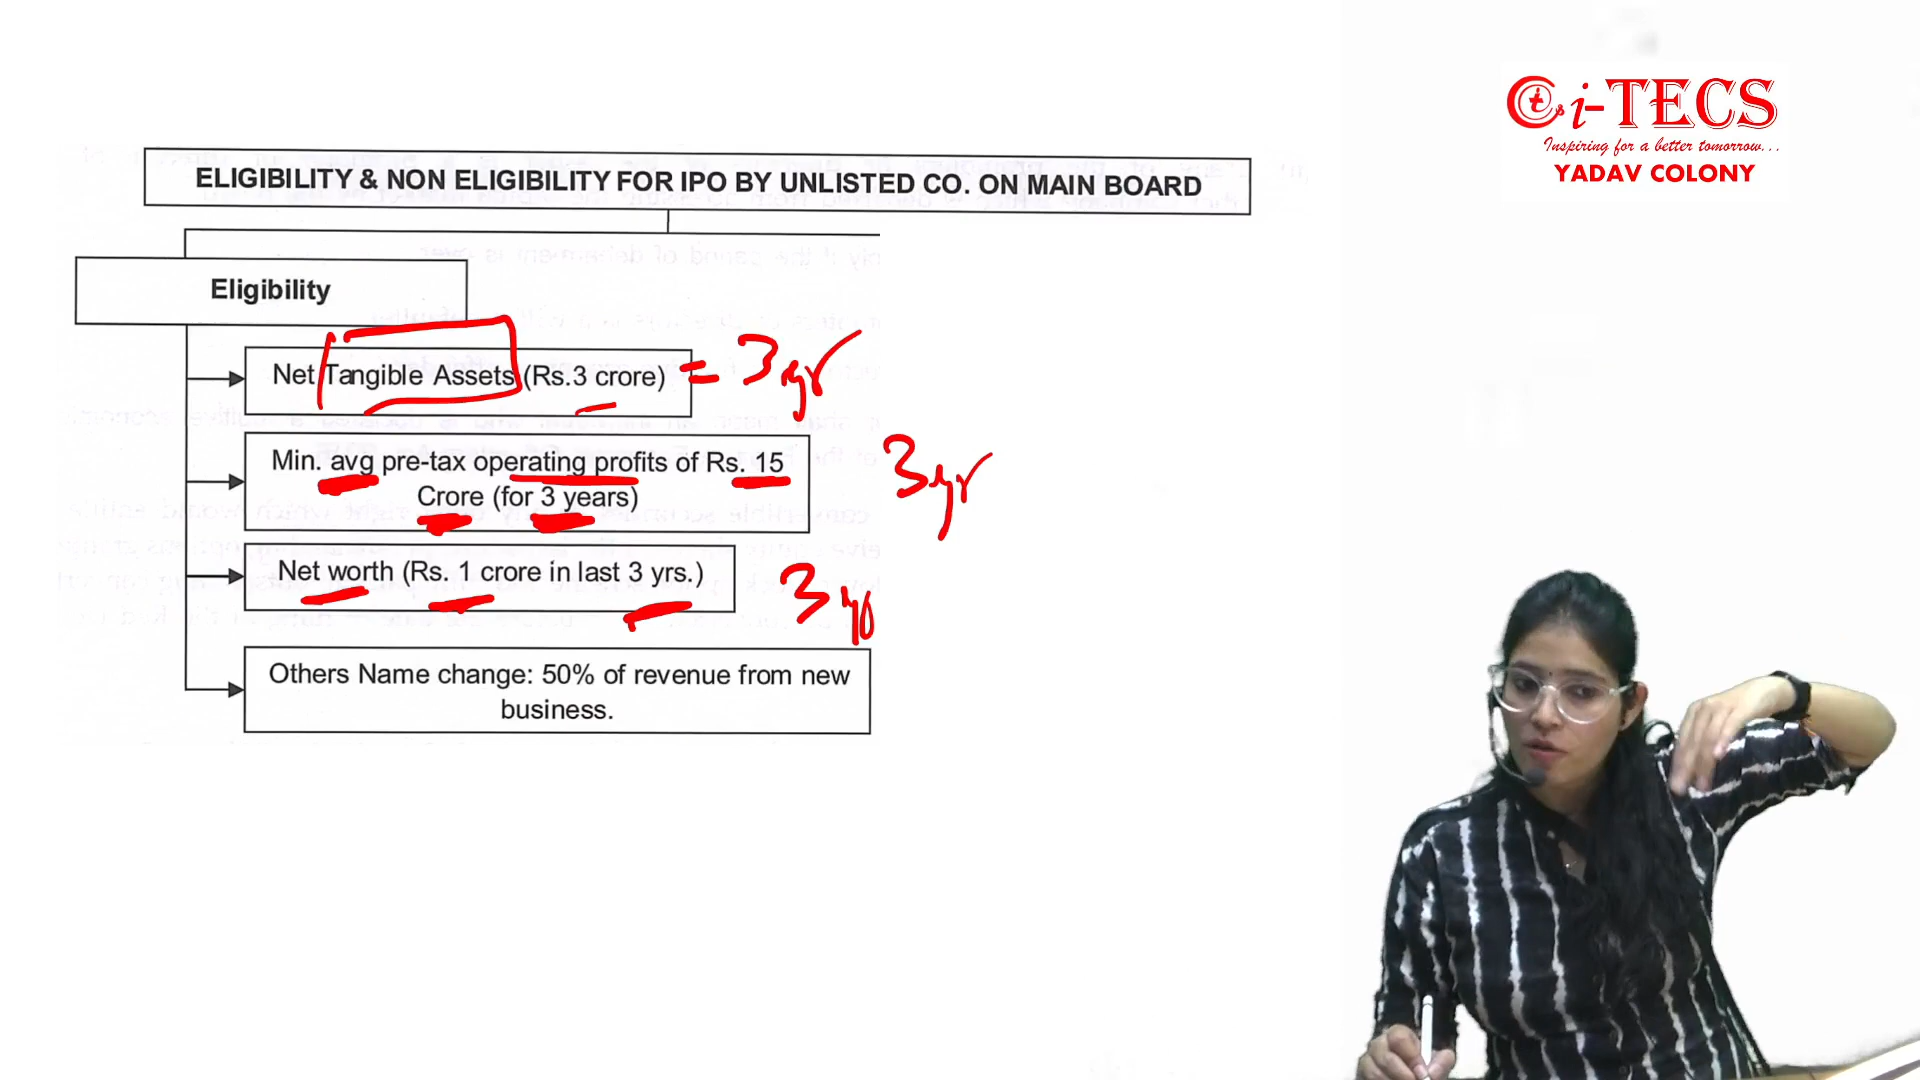 i-TECS
Inspiring for a better tomorrow...
YADAV COLONY
ELIGIBILITY & NON ELIGIBILITY FOR IPO BY UNLISTED CO. ON MAIN BOARD
Eligibility
Net Tangible Assets (Rs.3 crore) = 3yr
Min. avg pre-tax operating profits of Rs. 15
Crore (for 3 years)
3yr
Net worth (Rs. 1 crore in last 3 yrs.)
3 yr
Others Name change: 50% of revenue from new
business.